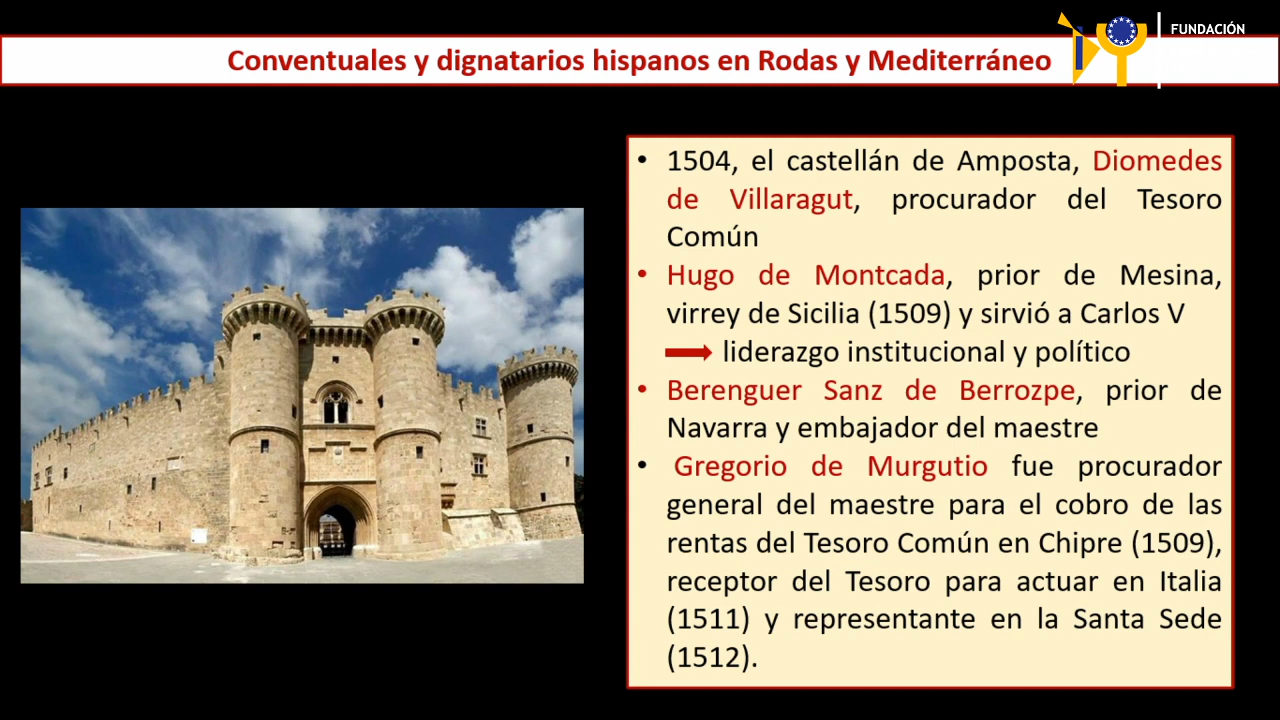 FUNDACIÓN
Conventuales y dignatarios hispanos en Rodas y Mediterráneo
• 1504, el castellán de Amposta, Diomedes
de Villaragut, procurador del Tesoro
Común
• Hugo de Montcada, prior de Mesina,
virrey de Sicilia (1509) y sirvió a Carlos V
liderazgo institucional y político
• Berenguer Sanz de Berrozpe, prior de
Navarra y embajador del maestre
• Gregorio de Murgutio fue procurador
general del maestre para el cobro de las
rentas del Tesoro Común en Chipre (1509),
receptor del Tesoro para actuar en Italia
(1511) y representante en la Santa Sede
(1512).